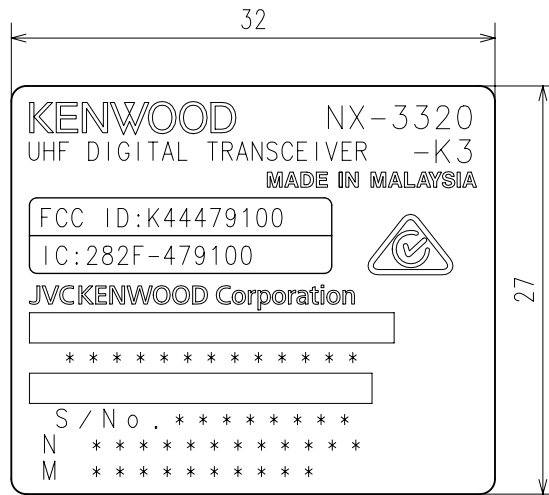 32
KENWOOD NX-3320
UHF DIGITAL TRANSCEIVER -K3
MADE IN MALAYSIA
FCC ID:K44479100
IC:282F-479100
27
JVCKENWOOD Corporation
* * * * * * * * * * * * *
S/No. * * * * * * * *
N * * * * * * * * * * * *
M * * * * * * * * * *